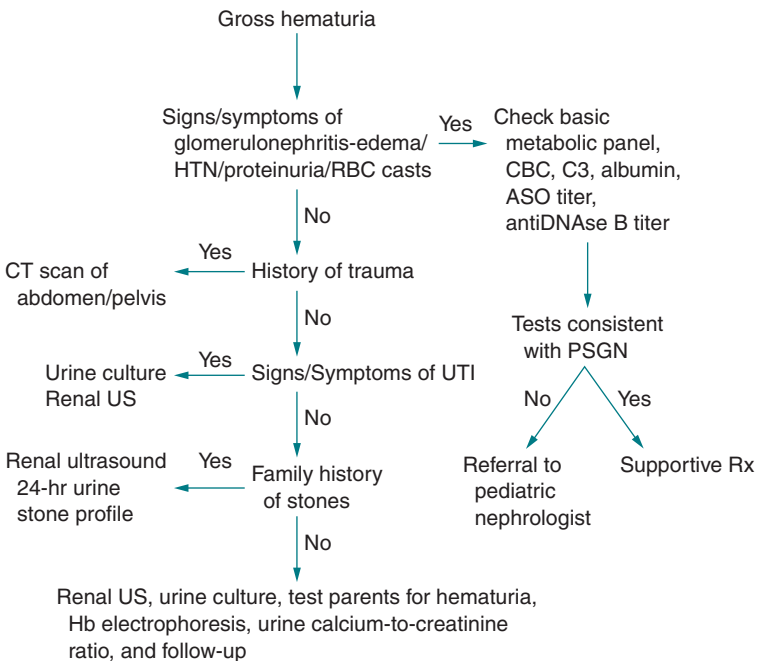 Gross hematuria
Signs/symptoms of
glomerulonephritis-edema/
HTN/proteinuria/RBC casts
Yes
Check basic
metabolic panel,
CBC, C3, albumin,
ASO titer,
antiDNAse B titer
No
Yes
CT scan of
abdomen/pelvis
History of trauma
Tests consistent
with PSGN
No
Yes
Supportive Rx
No
Referral to
pediatric
nephrologist
Yes
Urine culture
Renal US
Signs/Symptoms of UTI
No
Yes
Renal ultrasound
24-hr urine
stone profile
Family history
of stones
No
Renal US, urine culture, test parents for hematuria,
Hb electrophoresis, urine calcium-to-creatinine
ratio, and follow-up